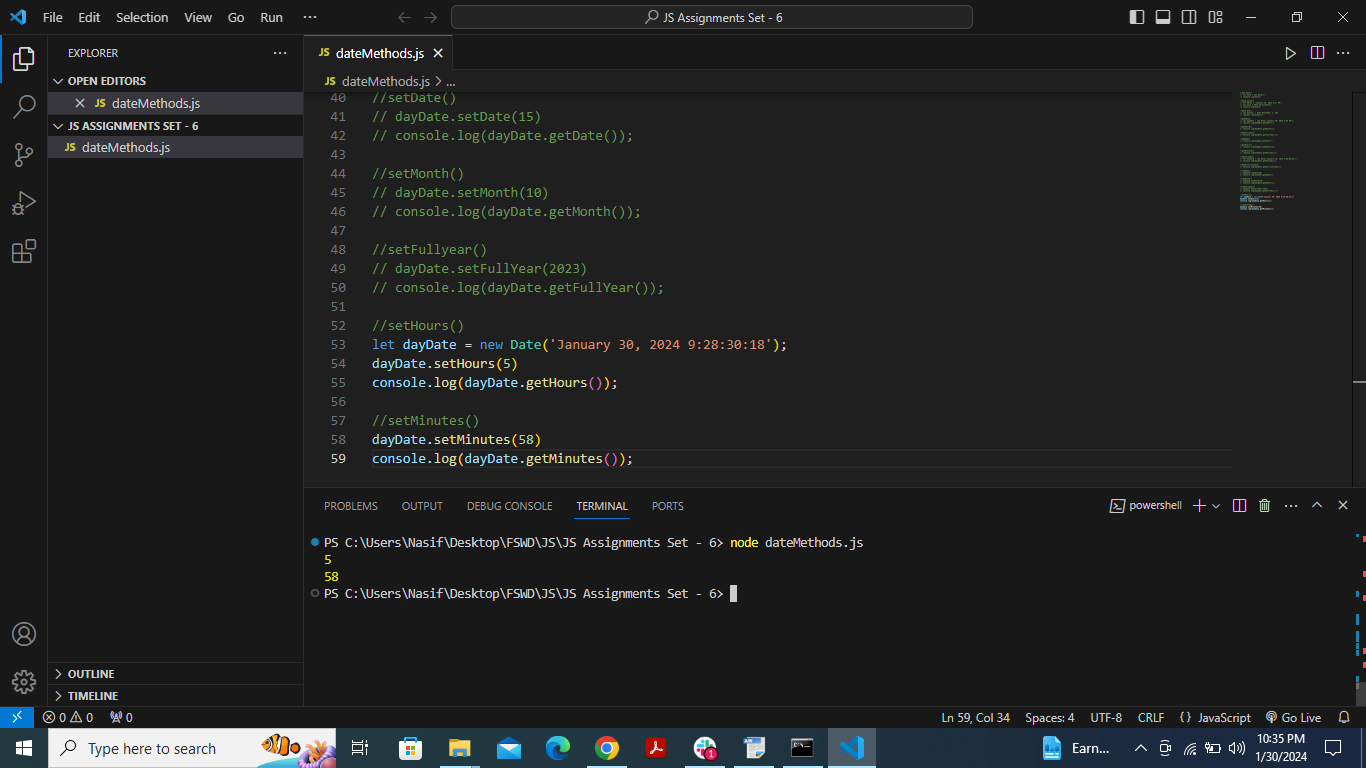 File Edit Selection View Go Run ···
JS Assignments Set - 6
EXPLORER ···
OPEN EDITORS
JS dateMethods.js
JS ASSIGNMENTS SET - 6
JS dateMethods.js
OUTLINE
TIMELINE
JS dateMethods.js
JS dateMethods.js > ...
40 //setDate()
41 // dayDate.setDate(15)
42 // console.log(dayDate.getDate());
43
44 //setMonth()
45 // dayDate.setMonth(10)
46 // console.log(dayDate.getMonth());
47
48 //setFullyear()
49 // dayDate.setFullYear(2023)
50 // console.log(dayDate.getFullYear());
51
52 //setHours()
53 let dayDate = new Date('January 30, 2024 9:28:30:18');
54 dayDate.setHours(5)
55 console.log(dayDate.getHours());
56
57 //setMinutes()
58 dayDate.setMinutes(58)
59 console.log(dayDate.getMinutes());
PROBLEMS OUTPUT DEBUG CONSOLE TERMINAL PORTS
powershell
PS C:\Users\Nasif\Desktop\FSWD\JS\JS Assignments Set - 6> node dateMethods.js
5
58
PS C:\Users\Nasif\Desktop\FSWD\JS\JS Assignments Set - 6>
0 0 0
Ln 59, Col 34 Spaces: 4 UTF-8 CRLF {} JavaScript Go Live
Type here to search
1
Earn...
10:35 PM
1/30/2024